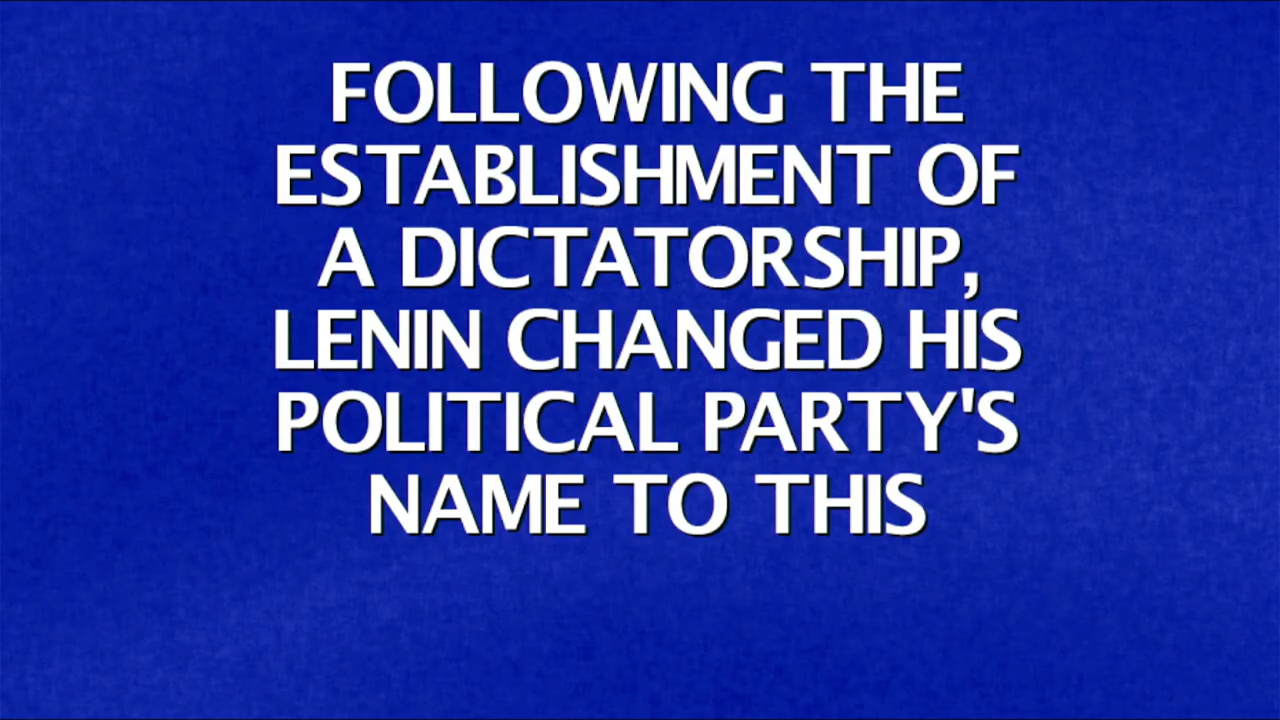 FOLLOWING THE
ESTABLISHMENT OF
A DICTATORSHIP,
LENIN CHANGED HIS
POLITICAL PARTY'S
NAME TO THIS